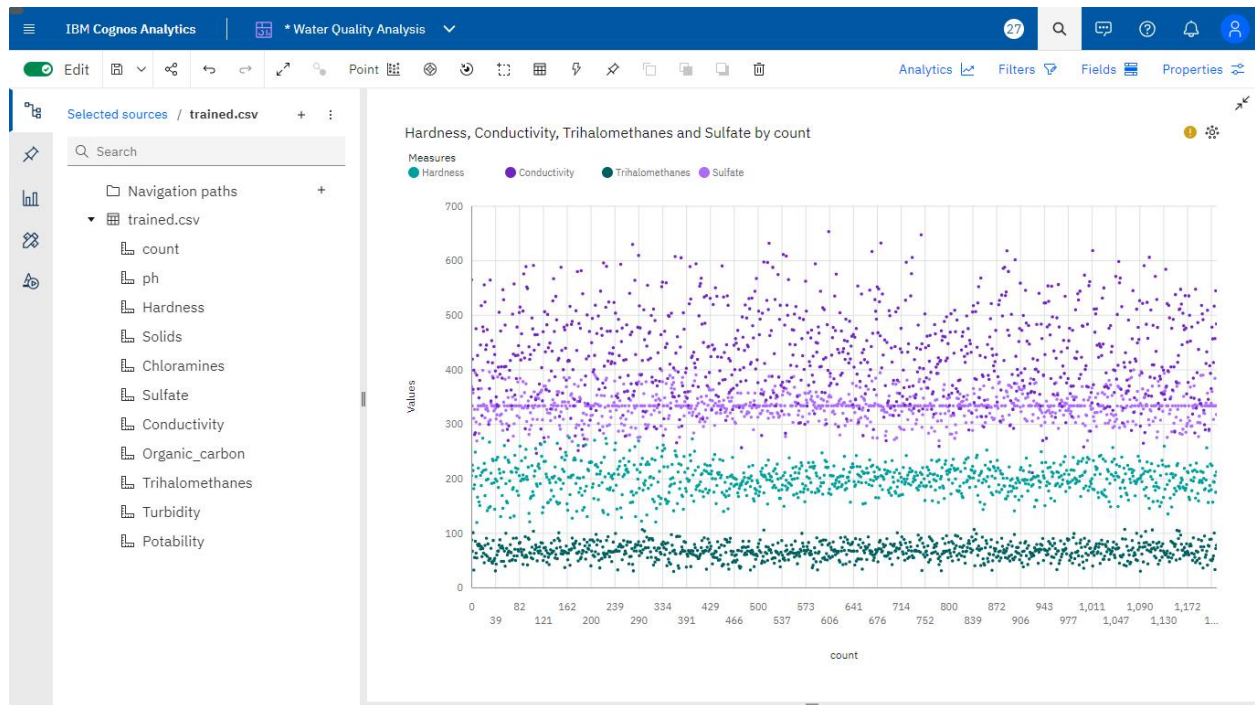 IBM Cognos Analytics
* Water Quality Analysis
27
Edit
Point
Analytics
Filters
Fields
Properties
Selected sources / trained.csv
Search
Navigation paths
trained.csv
count
ph
Hardness
Solids
Chloramines
Sulfate
Conductivity
Organic_carbon
Trihalomethanes
Turbidity
Potability
Hardness, Conductivity, Trihalomethanes and Sulfate by count
Measures
Hardness Conductivity Trihalomethanes Sulfate
Values
700
600
500
400
300
200
100
0
0 82 162 239 334 429 500 573 641 714 800 872 943 1,011 1,090 1,172
39 121 200 290 391 466 537 606 676 752 839 906 977 1,047 1,130 1...
count